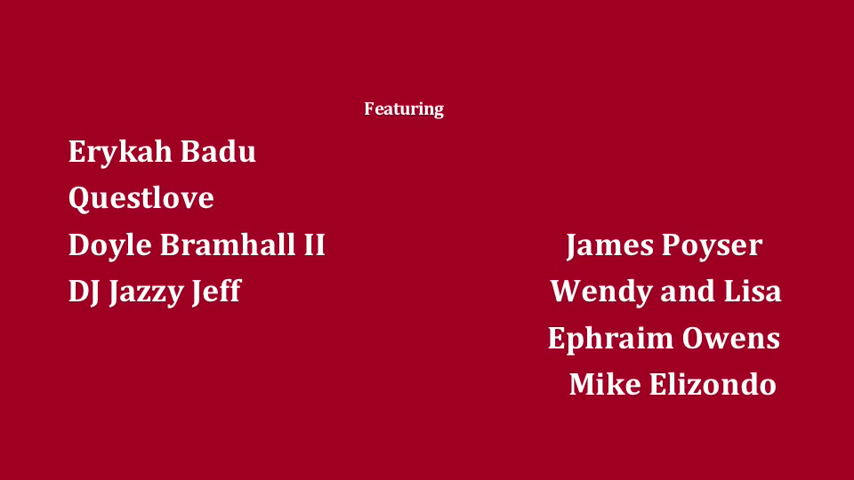 Featuring
Erykah Badu
Questlove
Doyle Bramhall II
DJ Jazzy Jeff
James Poyser
Wendy and Lisa
Ephraim Owens
Mike Elizondo